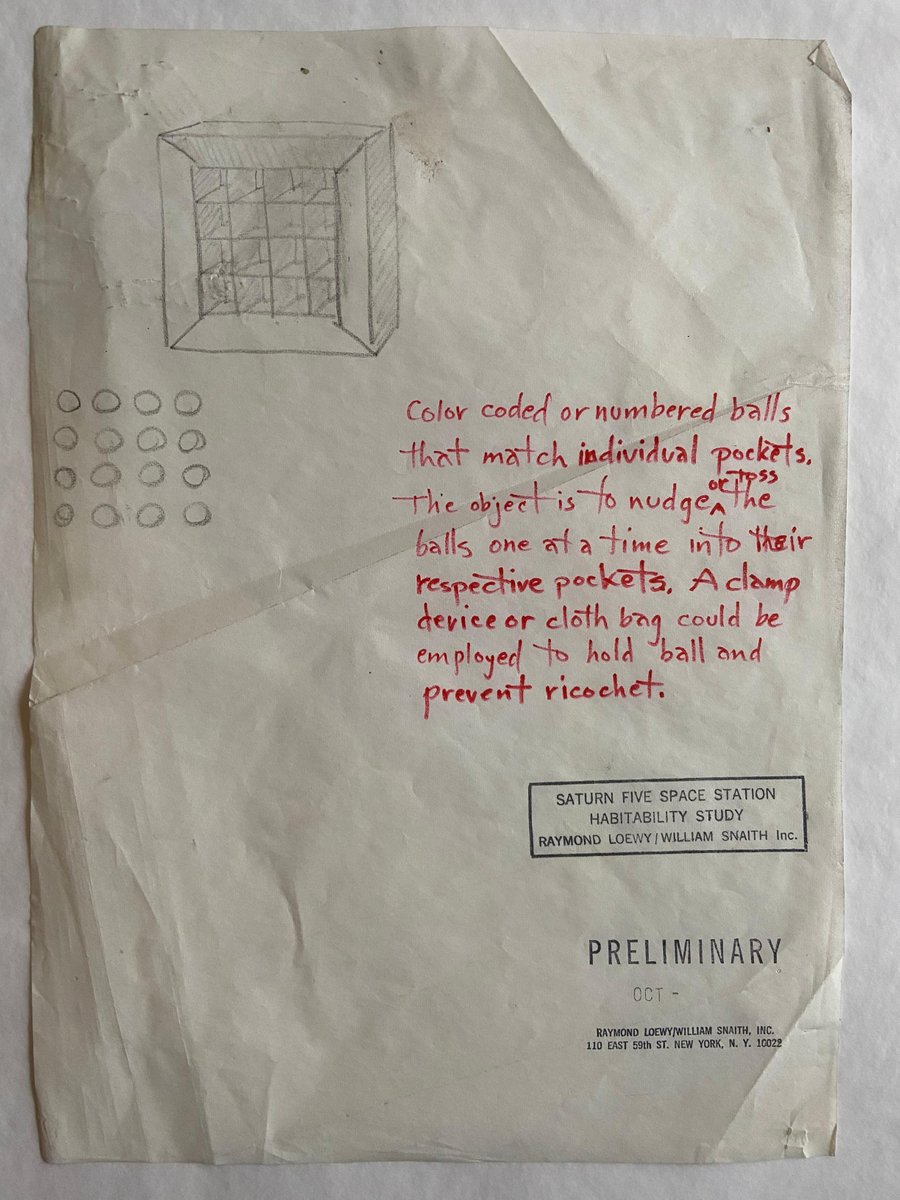 Color coded or numbered balls
that match individual pockets.
The object is to nudge or toss the
balls one at a time into their
respective pockets. A clamp
device or cloth bag could be
employed to hold ball and
prevent ricochet.
SATURN FIVE SPACE STATION
HABITABILITY STUDY
RAYMOND LOEWY/WILLIAM SNAITH Inc.
PRELIMINARY
OCT -
RAYMOND LOEWY/WILLIAM SNAITH, INC.
110 EAST 59th ST. NEW YORK, N. Y. 10022